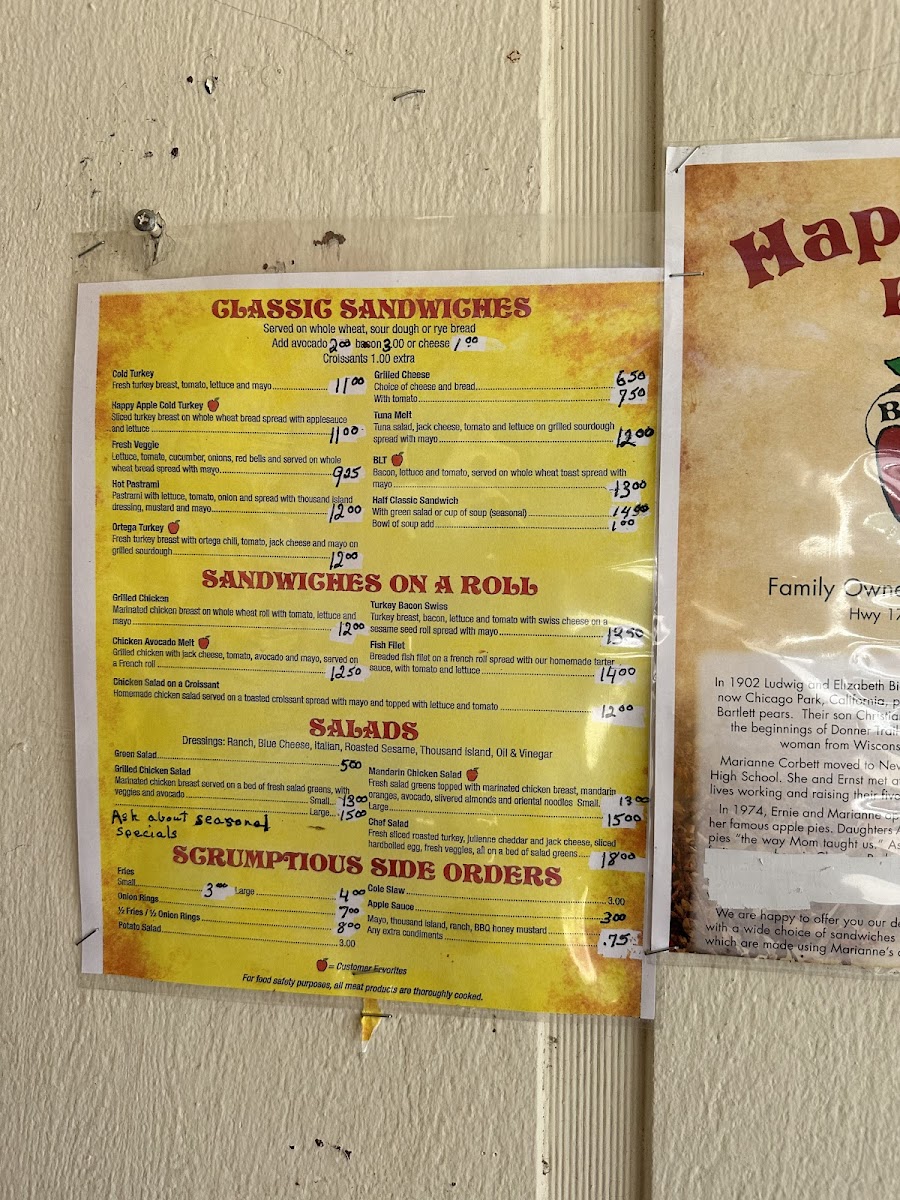 CLASSIC SANDWICHES
Served on whole wheat, sour dough or rye bread
Add avocado 2.00 bacon 3.00 or cheese 1.00
Croissants 1.00 extra
Cold Turkey
Fresh turkey breast, tomato, lettuce and mayo 11.00
Happy Apple Cold Turkey
Sliced turkey breast on whole wheat bread spread with applesauce
and lettuce 11.00
Fresh Veggie
Lettuce, tomato, cucumber, onions, red bells and served on whole
wheat bread spread with mayo 925
Hot Pastrami
Pastrami with lettuce, tomato, onion and spread with thousand island
dressing, mustard and mayo 12.00
Ortega Turkey
Fresh turkey breast with ortega chili, tomato, jack cheese and mayo on
grilled sourdough 12.00
Grilled Cheese
Choice of cheese and bread 650
With tomato 750
Tuna Melt
Tuna salad, jack cheese, tomato and lettuce on grilled sourdough
spread with mayo 12.00
BLT
Bacon, lettuce and tomato, served on whole wheat toast spread with
mayo 13.00
Half Classic Sandwich
With green salad or cup of soup (seasonal)
Bowl of soup add 1.00
SANDWICHES ON A ROLL
Grilled Chicken
Marinated chicken breast on whole wheat roll with tomato, lettuce and
mayo 12.00
Chicken Avocado Melt
Grilled chicken with jack cheese, tomato, avocado and mayo, served on
a French roll 1250
Turkey Bacon Swiss
Turkey breast, bacon, lettuce and tomato with swiss cheese on a
sesame seed roll spread with mayo 1350
Fish Filet
Breaded fish filet on a french roll spread with our homemade tarter
sauce, with tomato and lettuce 1400
Chicken Salad on a Croissant
Homemade chicken salad served on a toasted croissant spread with mayo and topped with lettuce and tomato 12.00
SALADS
Dressings: Ranch, Blue Cheese, Italian, Roasted Sesame, Thousand Island, Oil & Vinegar
Green Salad 500
Grilled Chicken Salad
Marinated chicken breast served on a bed of fresh salad greens, with
veggies and avocado Small 13.00
Large 15.00
Ask about seasonal
specials
Mandarin Chicken Salad
Fresh salad greens topped with marinated chicken breast, mandarin
oranges, avocado, slivered almonds and oriental noodles Small 13.00
Large 15.00
Chef Salad
Fresh sliced roasted turkey, julienne cheddar and jack cheese, sliced
hardboiled egg, fresh veggies, all on a bed of salad greens 18.00
SCRUMPTIOUS SIDE ORDERS
Fries
Small 3.00 Large 4.00
Onion Rings 7.00
½ Fries / ½ Onion Rings 8.00
Potato Salad 3.00
Cole Slaw 3.00
Apple Sauce 3.00
Mayo, thousand island, ranch, BBQ honey mustard
Any extra condiments .75
= Customer Favorites
For food safety purposes, all meat products are thoroughly cooked.
Hap
Family Owne
Hwy 17
In 1902 Ludwig and Elizabeth Bi
now Chicago Park, California, p
Bartlett pears. Their son Christia
the beginnings of Donner Trail
woman from Wisconsi
Marianne Corbett moved to Nev
High School. She and Ernst met a
lives working and raising their five
In 1974, Ernie and Marianne op
her famous apple pies. Daughters
pies "the way Mom taught us." As
We are happy to offer you our de
with a wide choice of sandwiches
which are made using Marianne's